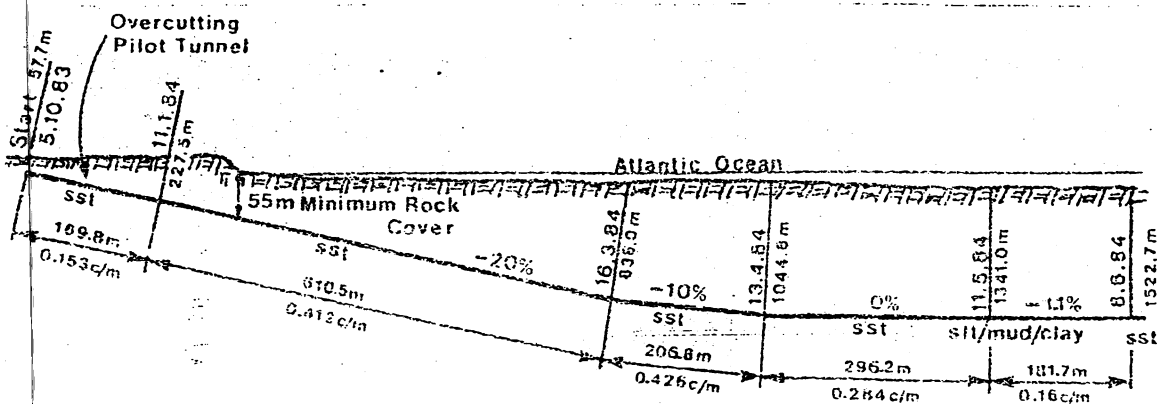 Overcutting
Pilot Tunnel
Start 57.7m
5.10.83
11.1.84
227.5m
Atlantic Ocean
sst
55m Minimum Rock
Cover
sst
-20%
16.3.84
836.0m
-10%
sst
13.4.84
1044.8m
0%
sst
11.5.84
1341.0m
-1.1%
slt/mud/clay
8.6.84
1522.7m
sst
169.8m
0.153c/m
610.5m
0.412c/m
206.8m
0.426c/m
296.2m
0.284c/m
181.7m
0.16c/m